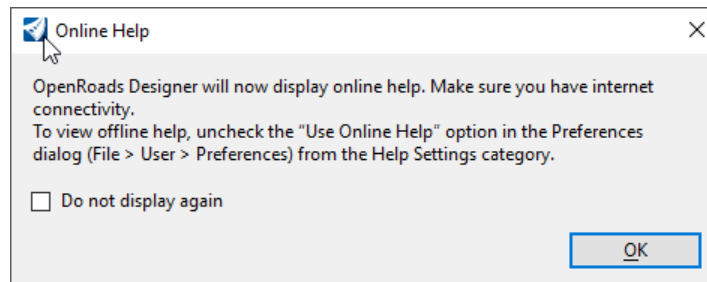 Online Help
OpenRoads Designer will now display online help. Make sure you have internet
connectivity.
To view offline help, uncheck the “Use Online Help” option in the Preferences
dialog (File > User > Preferences) from the Help Settings category.
Do not display again
OK